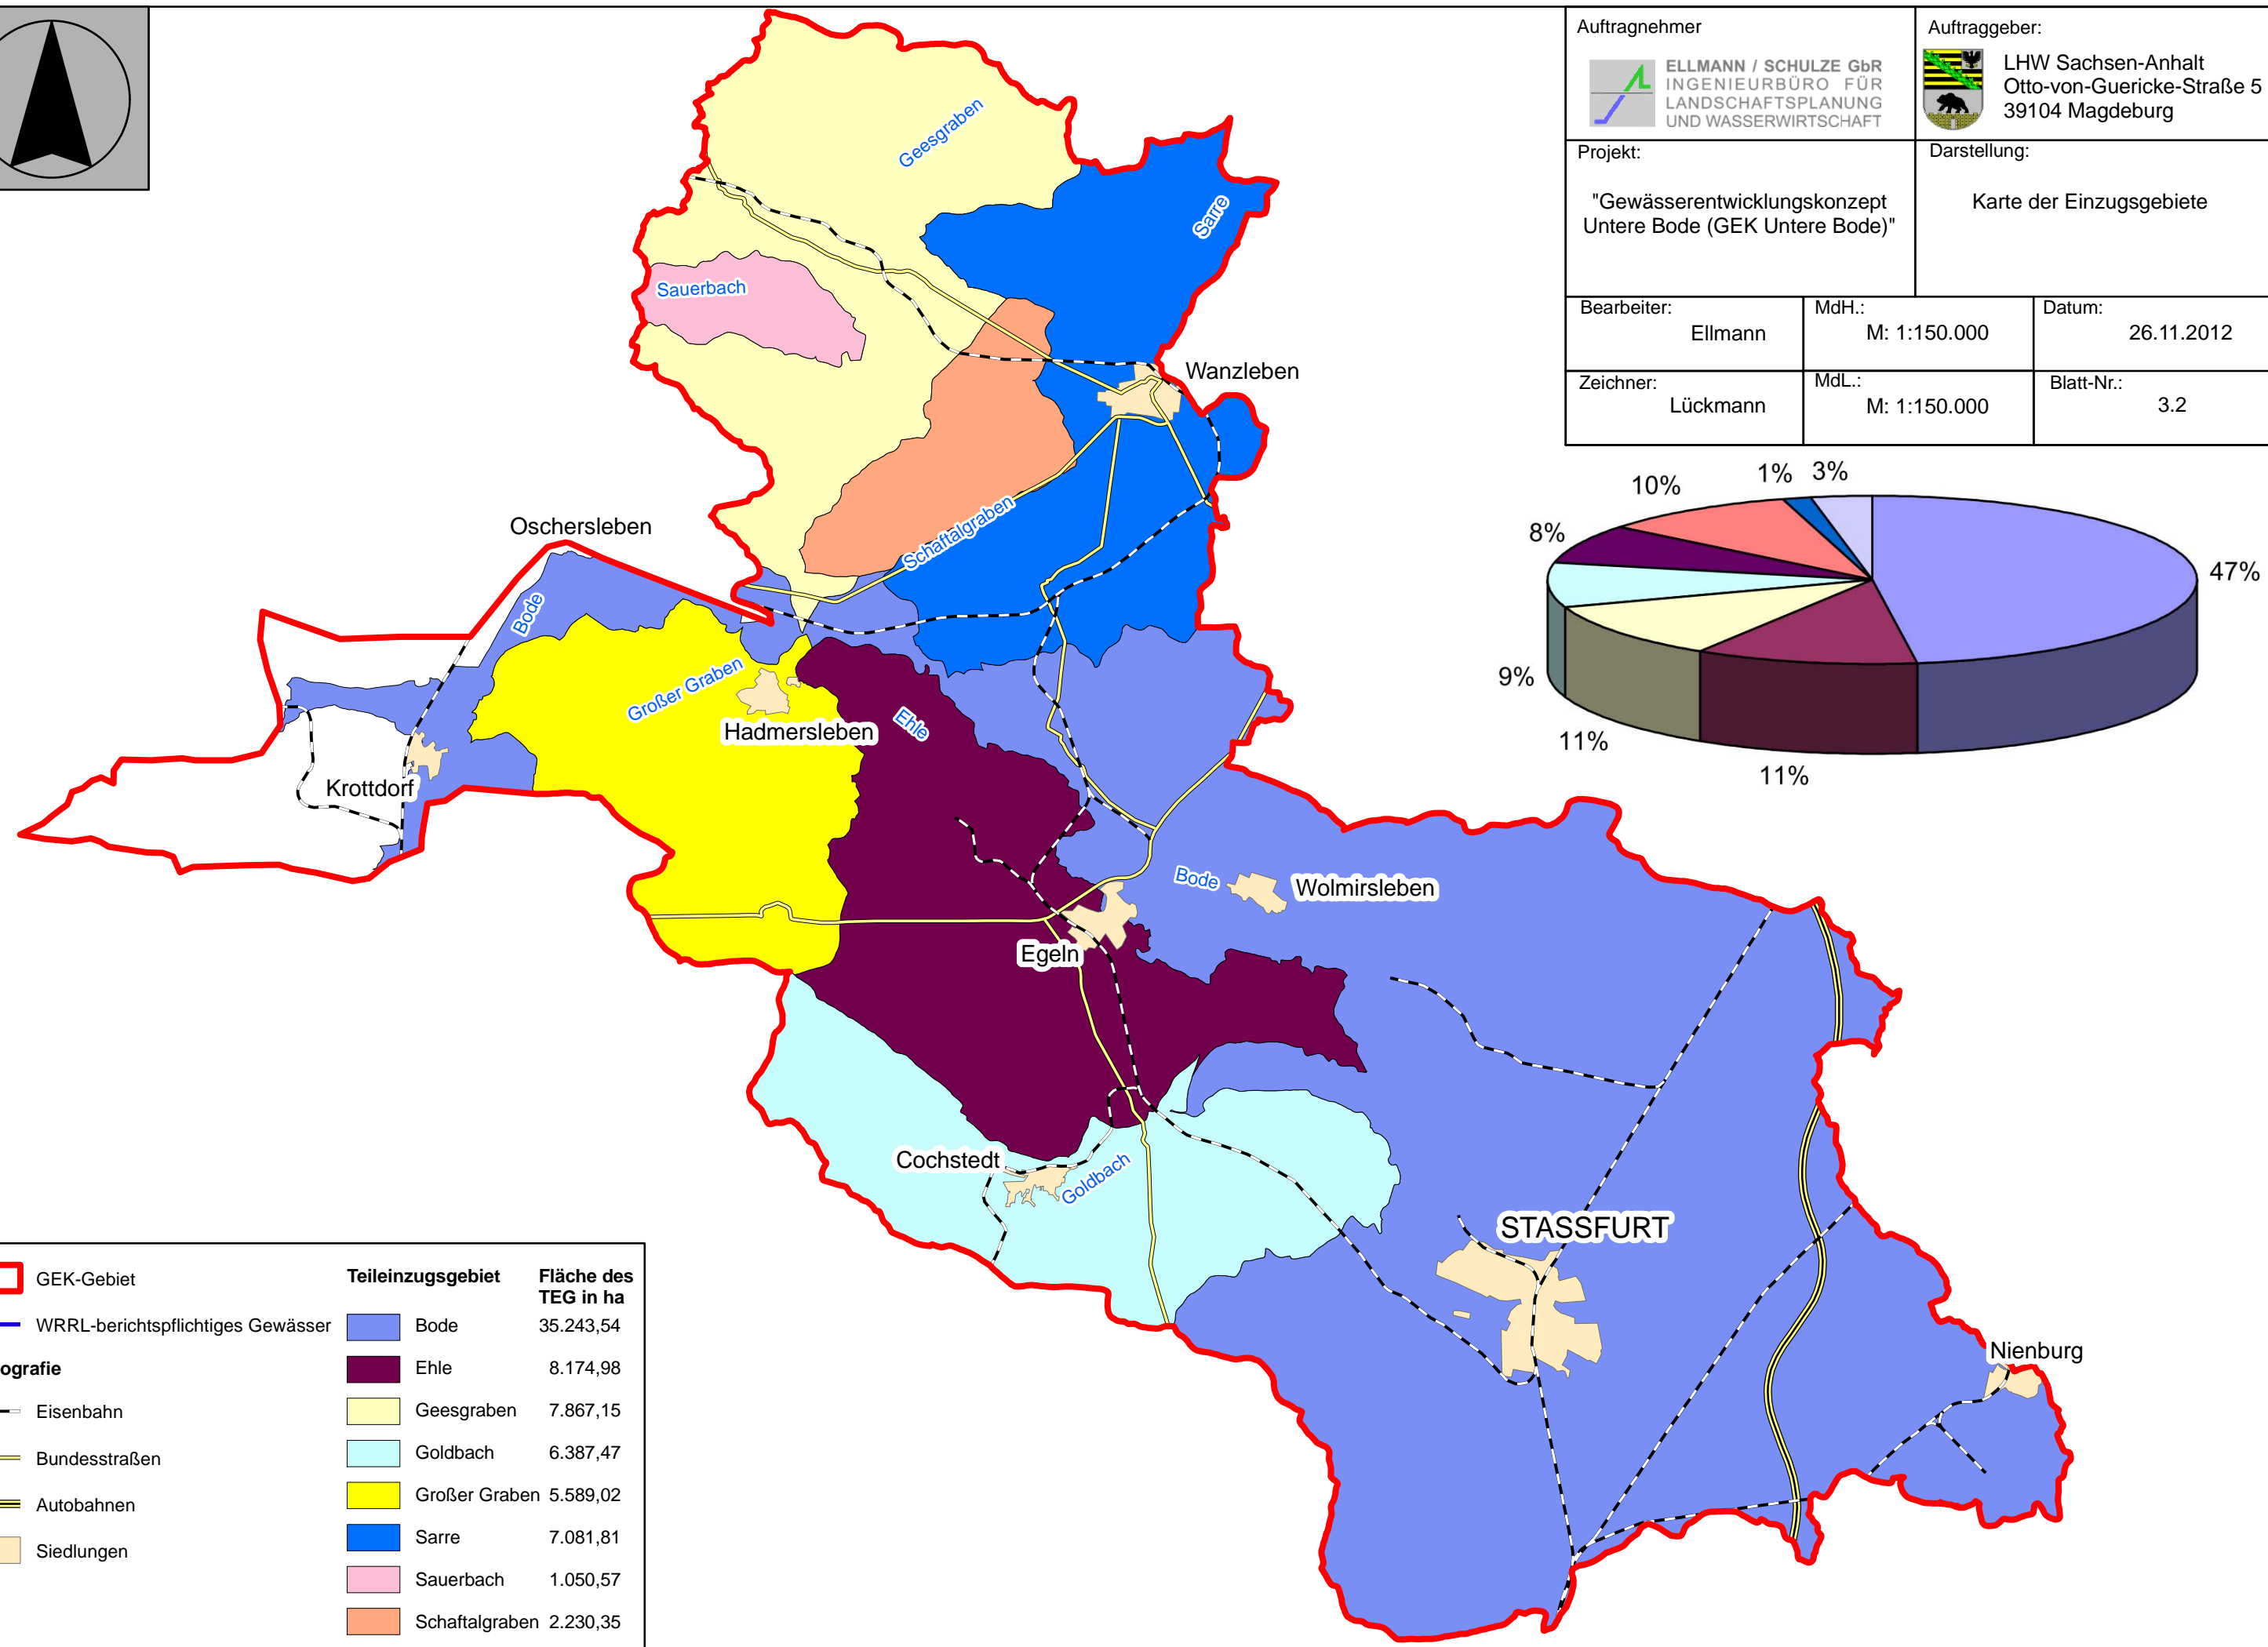 Auftragnehmer
ELLMANN / SCHULZE GbR
INGENIEURBÜRO FÜR
LANDSCHAFTSPLANUNG
UND WASSERWIRTSCHAFT
Auftraggeber:
LHW Sachsen-Anhalt
Otto-von-Guericke-Straße 5
39104 Magdeburg
Projekt:
"Gewässerentwicklungskonzept
Untere Bode (GEK Untere Bode)"
Darstellung:
Karte der Einzugsgebiete
Bearbeiter:
Ellmann
MdH.:
M: 1:150.000
Datum:
26.11.2012
Zeichner:
Lückmann
MdL.:
M: 1:150.000
Blatt-Nr.:
3.2
10%
1%
3%
8%
47%
9%
11%
11%
Geesgraben
Sarre
Sauerbach
Wanzleben
Schaftalgraben
Oschersleben
Bode
Großer Graben
Hadmersleben
Ehle
Krottdorf
Bode
Wolmirsleben
Egeln
Cochstedt
Goldbach
STASSFURT
Nienburg
GEK-Gebiet
WRRL-berichtspflichtiges Gewässer
ografie
Eisenbahn
Bundesstraßen
Autobahnen
Siedlungen
Teileinzugsgebiet Fläche des
TEG in ha
Bode 35.243,54
Ehle 8.174,98
Geesgraben 7.867,15
Goldbach 6.387,47
Großer Graben 5.589,02
Sarre 7.081,81
Sauerbach 1.050,57
Schaftalgraben 2.230,35